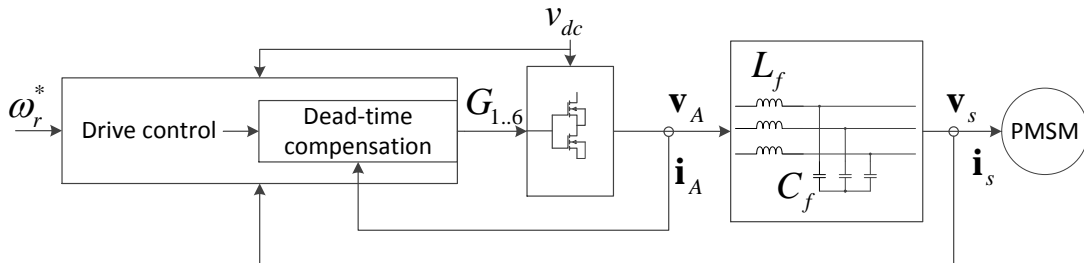 v_dc
ω_r^*
Drive control
Dead-time
compensation
G_1..6
v_A
i_A
L_f
C_f
v_s
i_s
PMSM